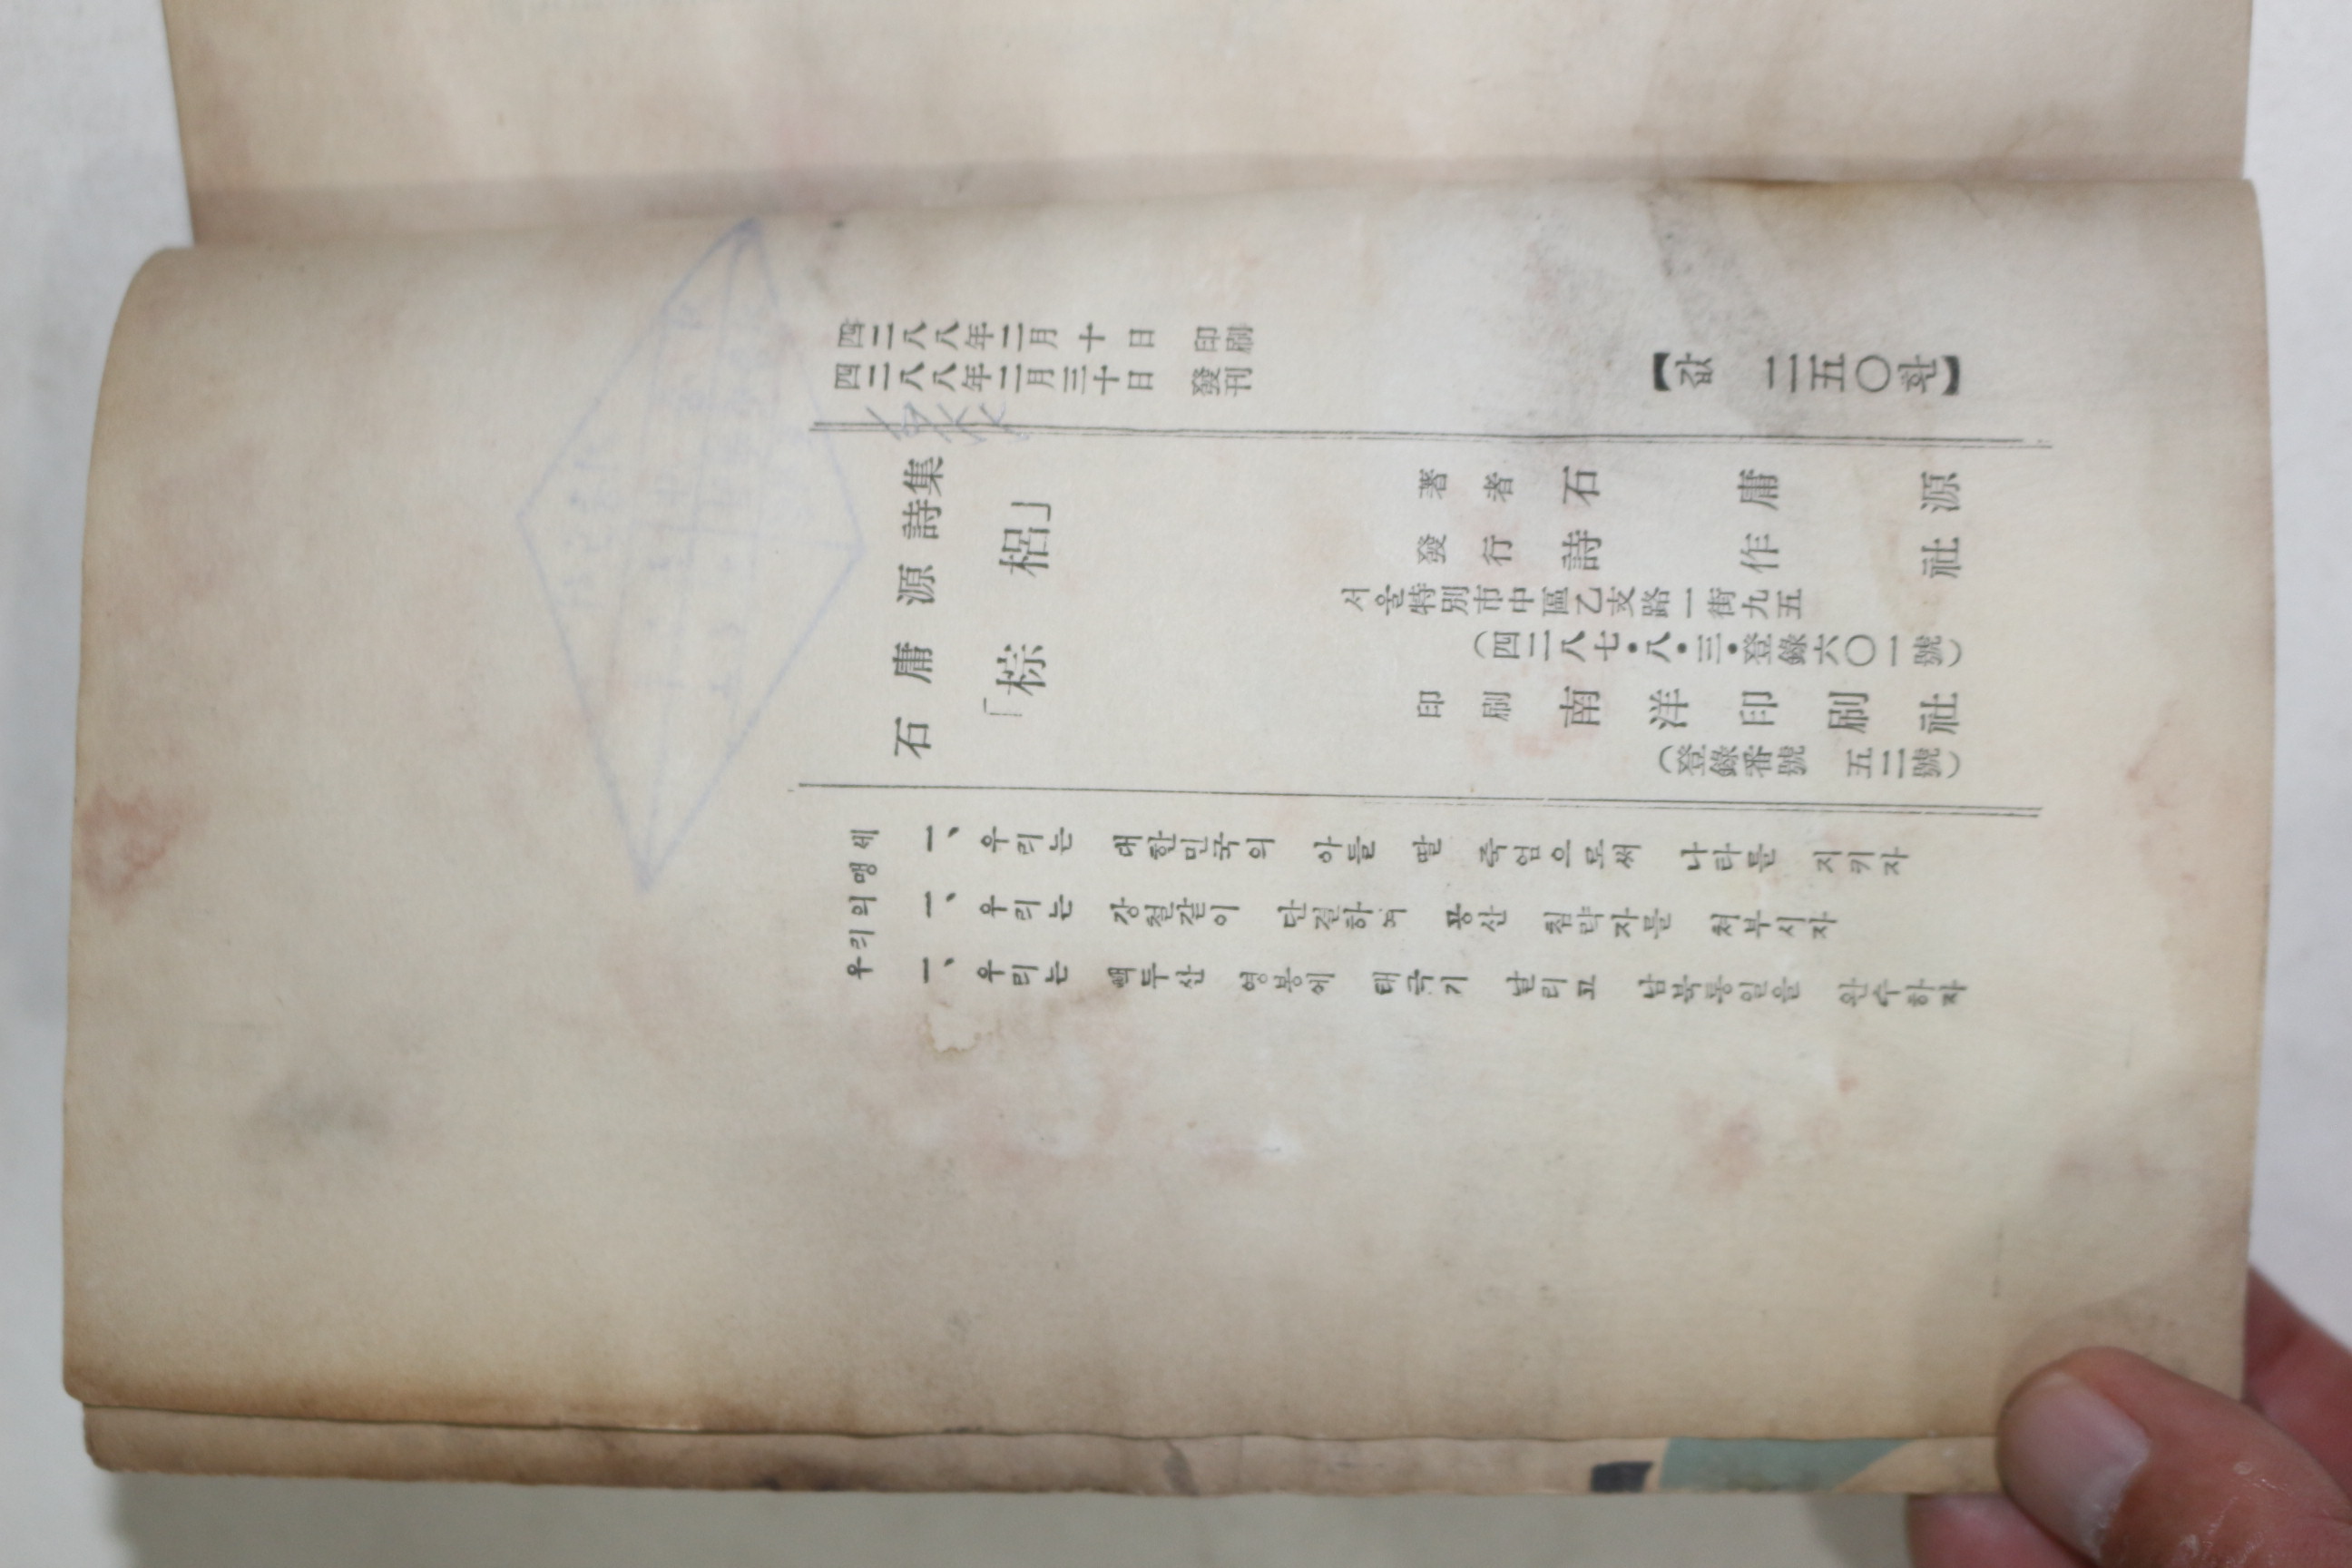 四二八八年二月 十 日 印刷
四二八八年二月三十日 發刊
【값 二五〇환】
石庸源 詩集
「棕梠」
著者 石庸源
發行 詩作社
서울特別市中區乙支路一街九五
(四二八七•八•三•登錄六〇一號)
印刷 南洋印刷社
(登錄番號 五二號)
우리의맹세
一、우리는 대한민국의 아들 딸 죽엄으로써 나라를 지키자
一、우리는 강철같이 단결하여 공산 침략자를 처부시자
一、우리는 백두산 영봉에 태극기 날리고 남북통일을 완수하자